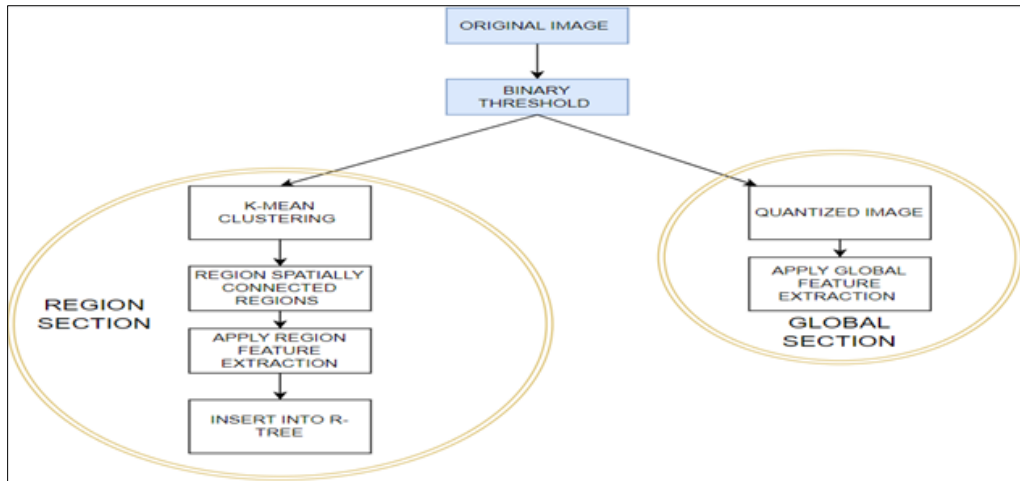 ORIGINAL IMAGE
BINARY
THRESHOLD
K-MEAN
CLUSTERING
REGION SPATIALLY
CONNECTED
REGIONS
APPLY REGION
FEATURE
EXTRACTION
INSERT INTO R-
TREE
REGION
SECTION
QUANTIZED IMAGE
APPLY GLOBAL
FEATURE
EXTRACTION
GLOBAL
SECTION